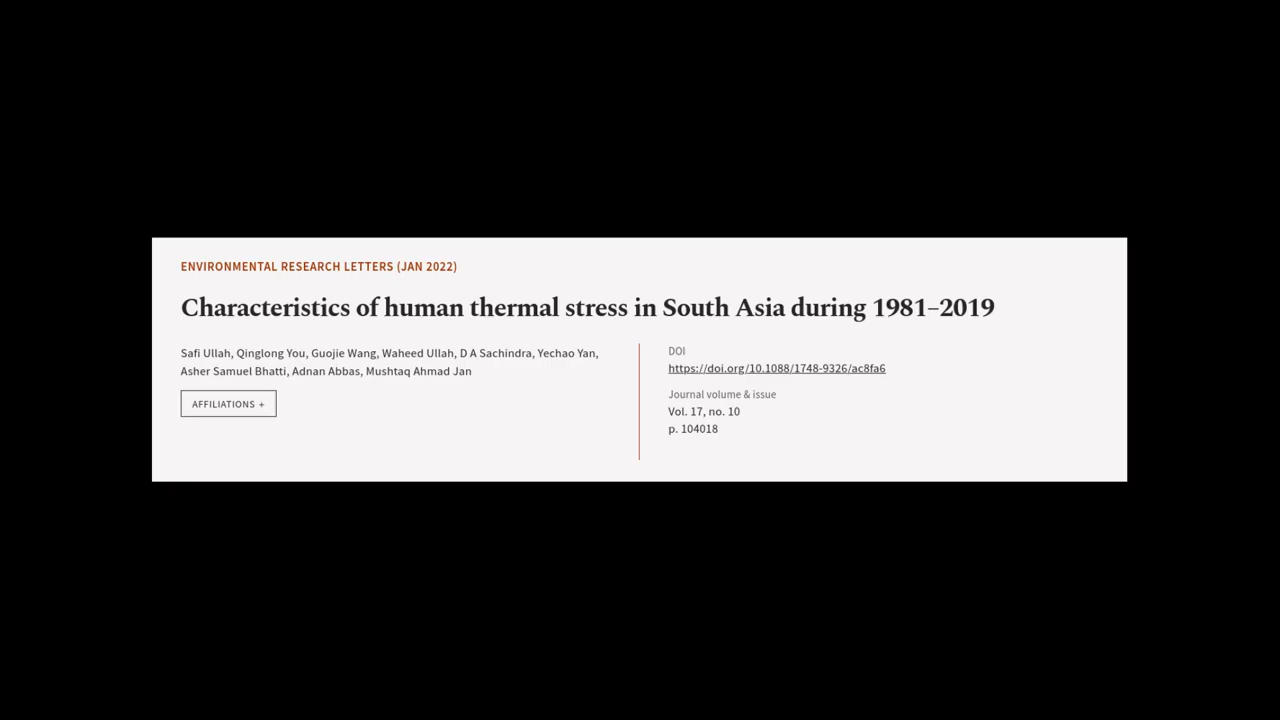 ENVIRONMENTAL RESEARCH LETTERS (JAN 2022)
Characteristics of human thermal stress in South Asia during 1981–2019
Safi Ullah, Qinglong You, Guojie Wang, Waheed Ullah, D A Sachindra, Yechao Yan,
Asher Samuel Bhatti, Adnan Abbas, Mushtaq Ahmad Jan
AFFILIATIONS +
DOI
https://doi.org/10.1088/1748-9326/ac8fa6
Journal volume & issue
Vol. 17, no. 10
p. 104018